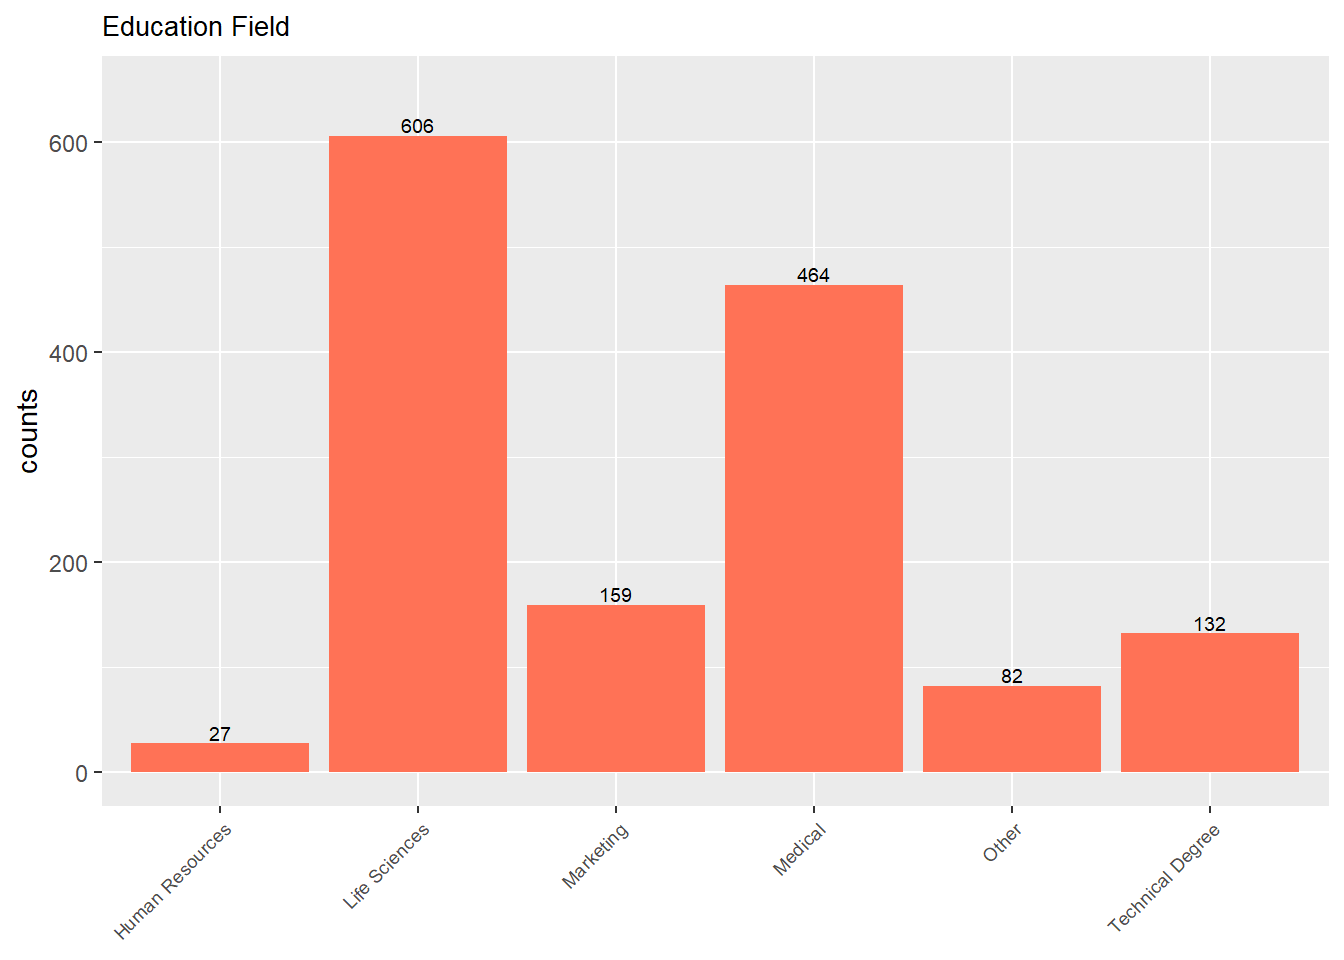 Education Field
counts
600
400
200
0
606
464
159
132
82
27
Human Resources
Life Sciences
Marketing
Medical
Other
Technical Degree